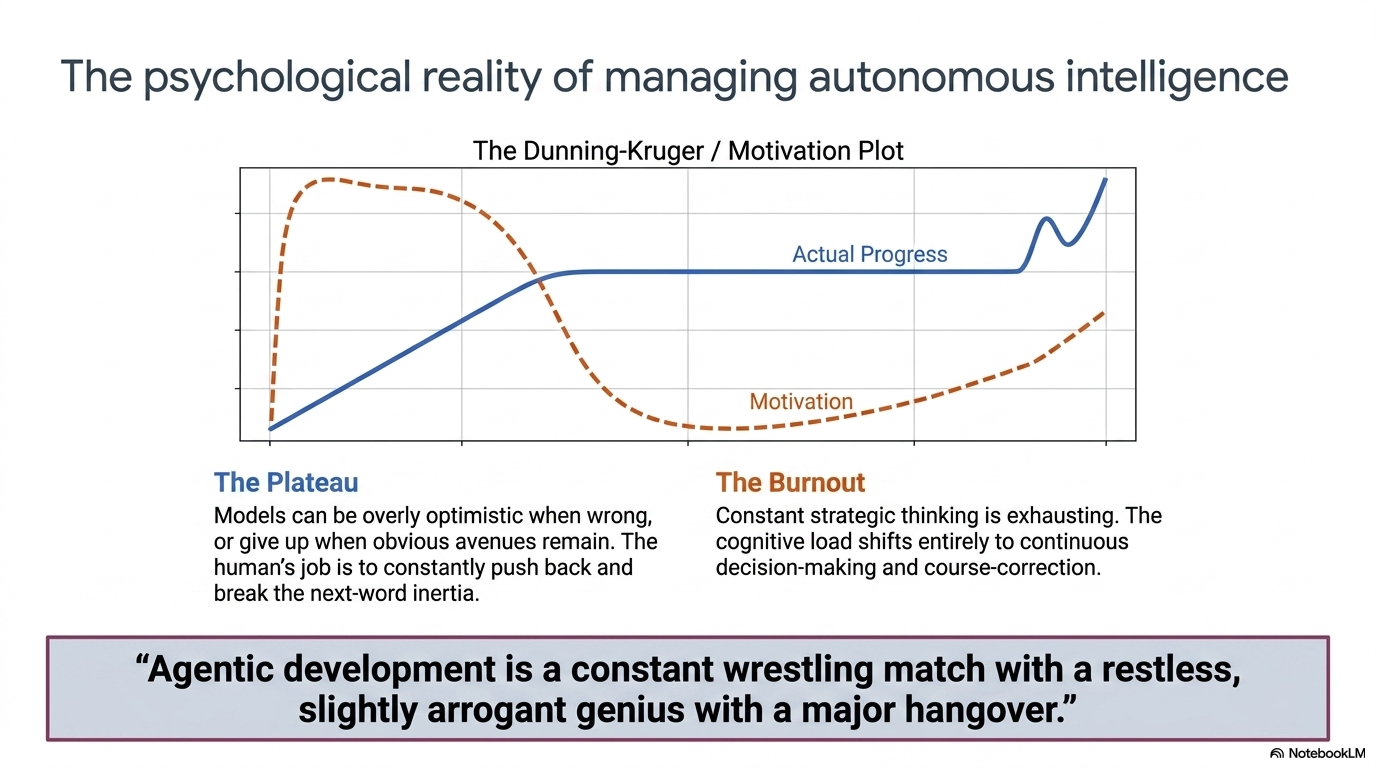 The psychological reality of managing autonomous intelligence
The Dunning-Kruger / Motivation Plot
Actual Progress
Motivation
The Plateau
Models can be overly optimistic when wrong,
or give up when obvious avenues remain. The
human’s job is to constantly push back and
break the next-word inertia.
The Burnout
Constant strategic thinking is exhausting. The
cognitive load shifts entirely to continuous
decision-making and course-correction.
“Agentic development is a constant wrestling match with a restless,
slightly arrogant genius with a major hangover.”
NotebookLM